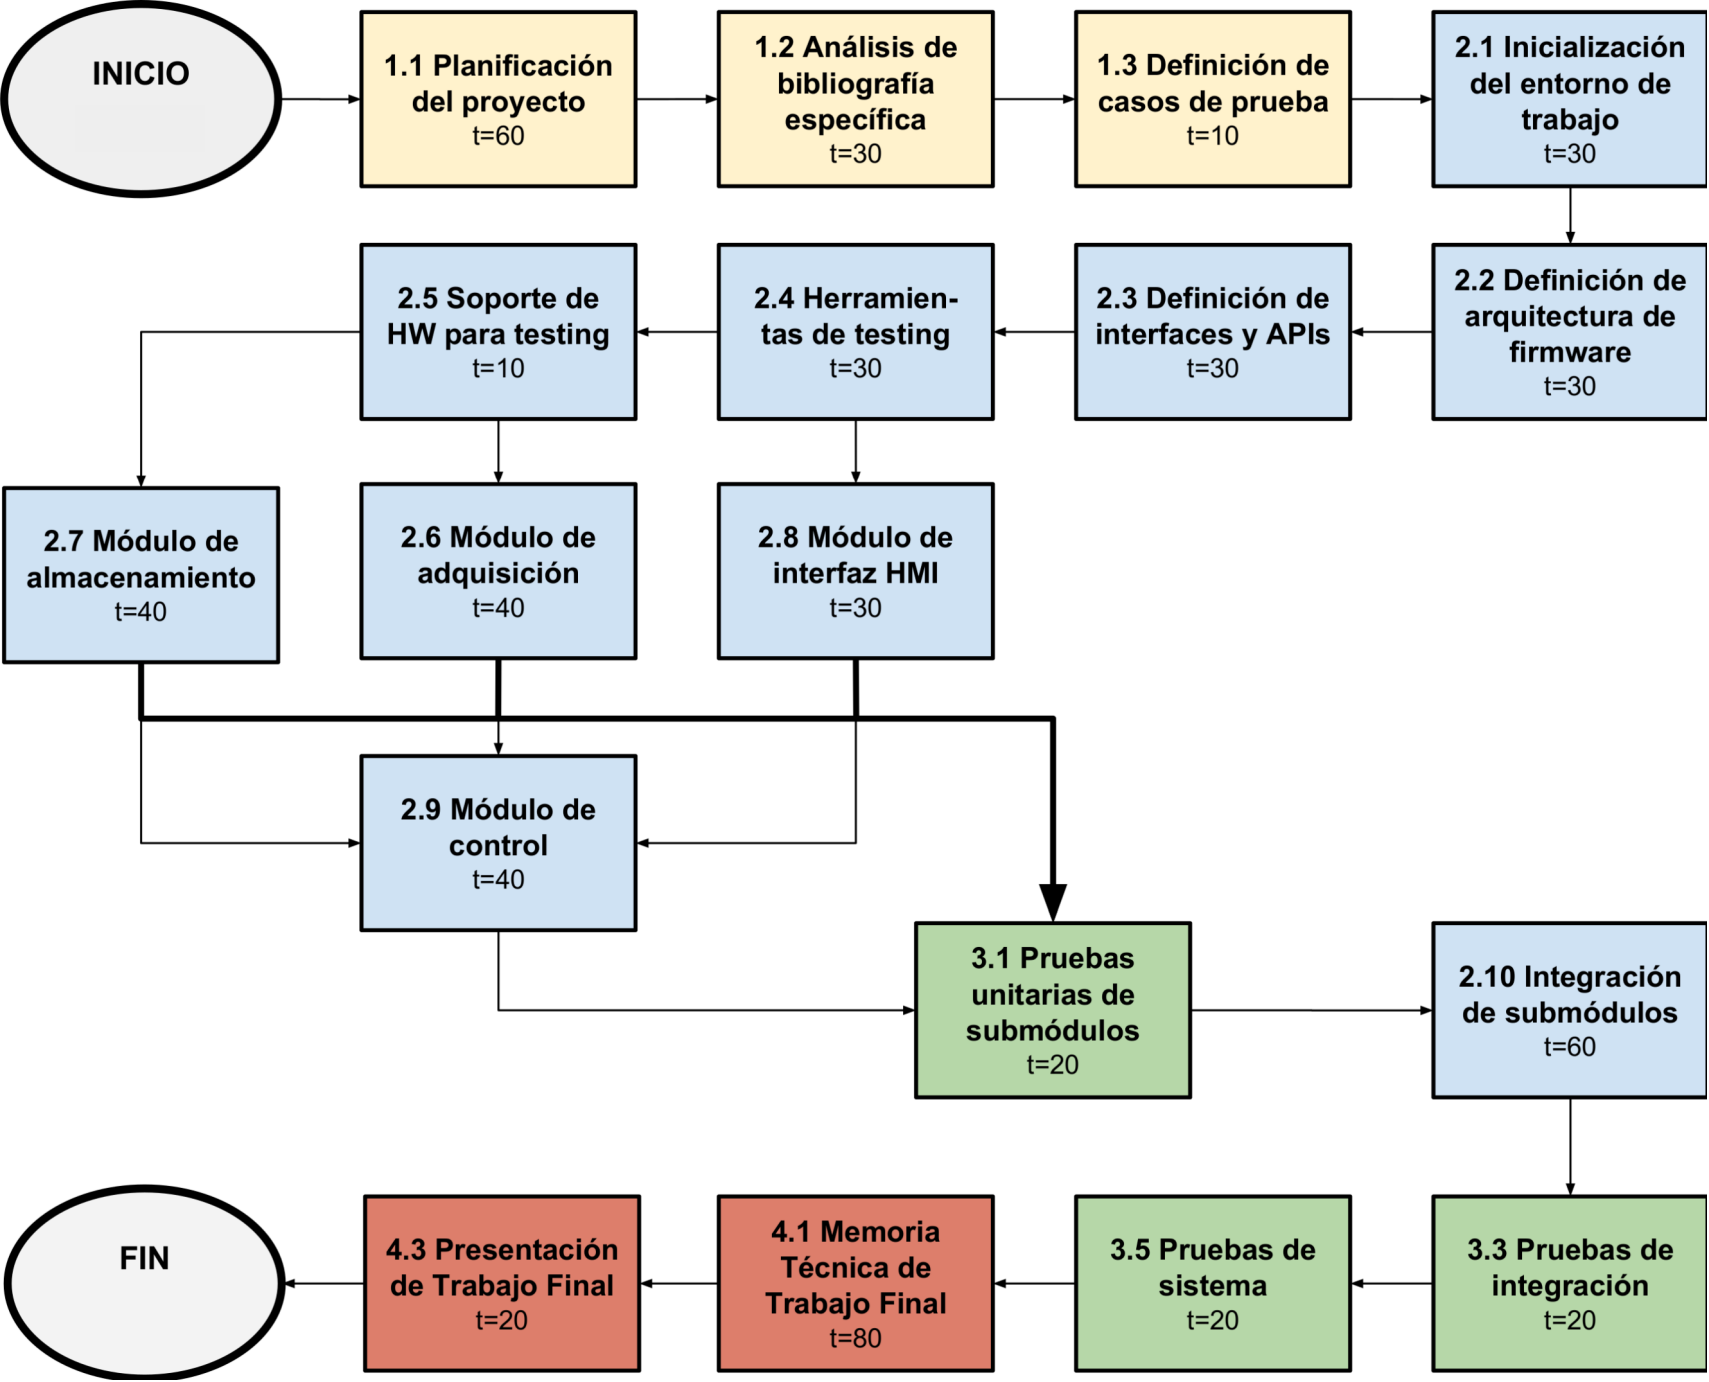 INICIO
1.1 Planificación
del proyecto
t=60
1.2 Análisis de
bibliografía
específica
t=30
1.3 Definición de
casos de prueba
t=10
2.1 Inicialización
del entorno de
trabajo
t=30
2.5 Soporte de
HW para testing
t=10
2.4 Herramien-
tas de testing
t=30
2.3 Definición de
interfaces y APIs
t=30
2.2 Definición de
arquitectura de
firmware
t=30
2.7 Módulo de
almacenamiento
t=40
2.6 Módulo de
adquisición
t=40
2.8 Módulo de
interfaz HMI
t=30
2.9 Módulo de
control
t=40
3.1 Pruebas
unitarias de
submódulos
t=20
2.10 Integración
de submódulos
t=60
FIN
4.3 Presentación
de Trabajo Final
t=20
4.1 Memoria
Técnica de
Trabajo Final
t=80
3.5 Pruebas de
sistema
t=20
3.3 Pruebas de
integración
t=20